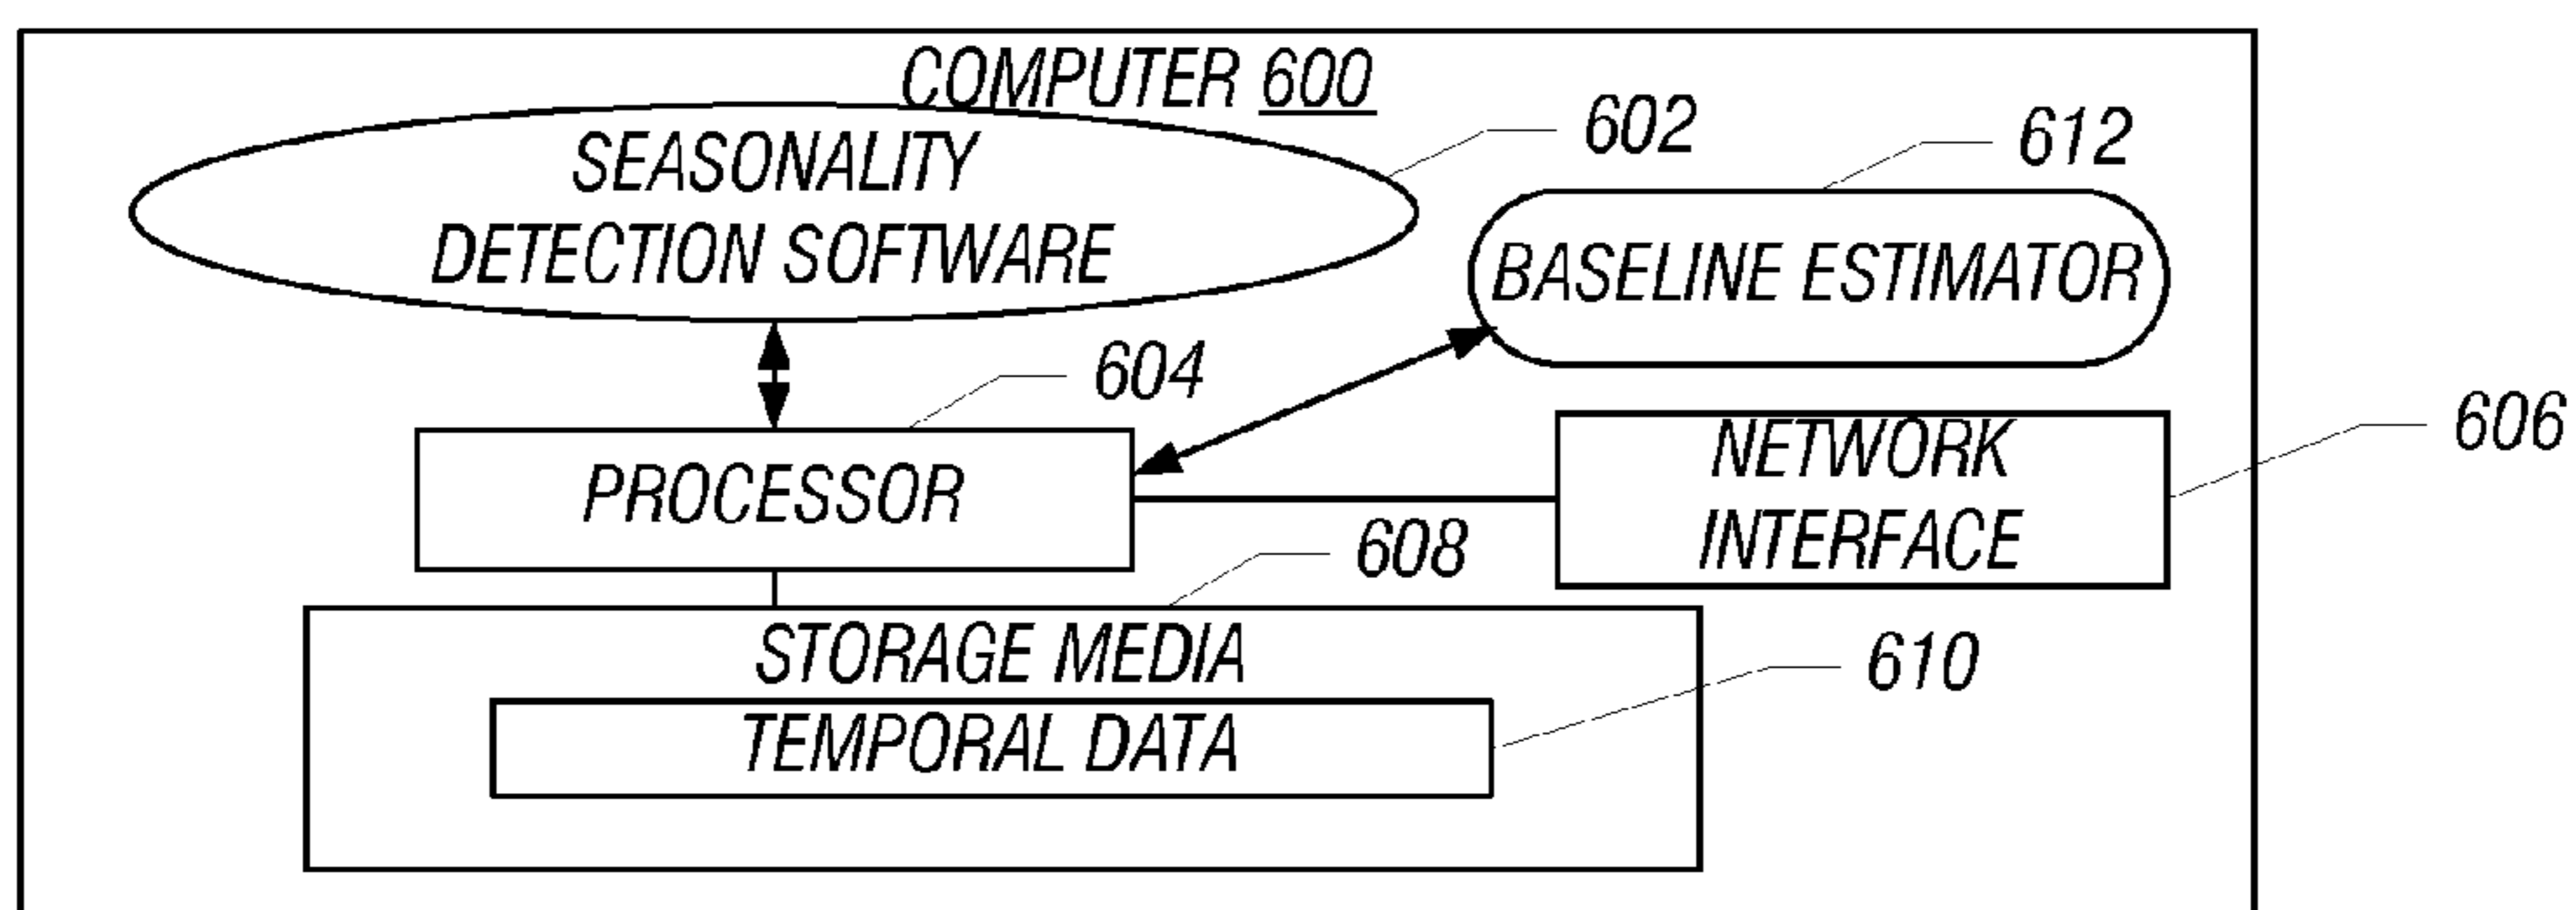 COMPUTER 600
SEASONALITY
DETECTION SOFTWARE
602
612
BASELINE ESTIMATOR
604
PROCESSOR
NETWORK
INTERFACE
606
608
STORAGE MEDIA
610
TEMPORAL DATA